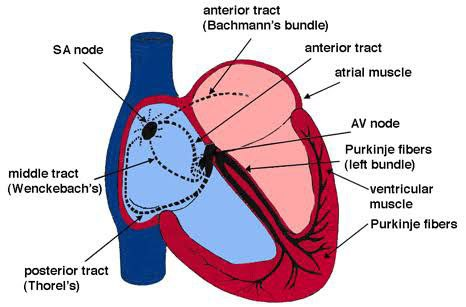 anterior tract
(Bachmann's bundle)
SA node
anterior tract
atrial muscle
AV node
Purkinje fibers
(left bundle)
middle tract
(Wenckebach's)
ventricular
muscle
Purkinje fibers
posterior tract
(Thorel's)